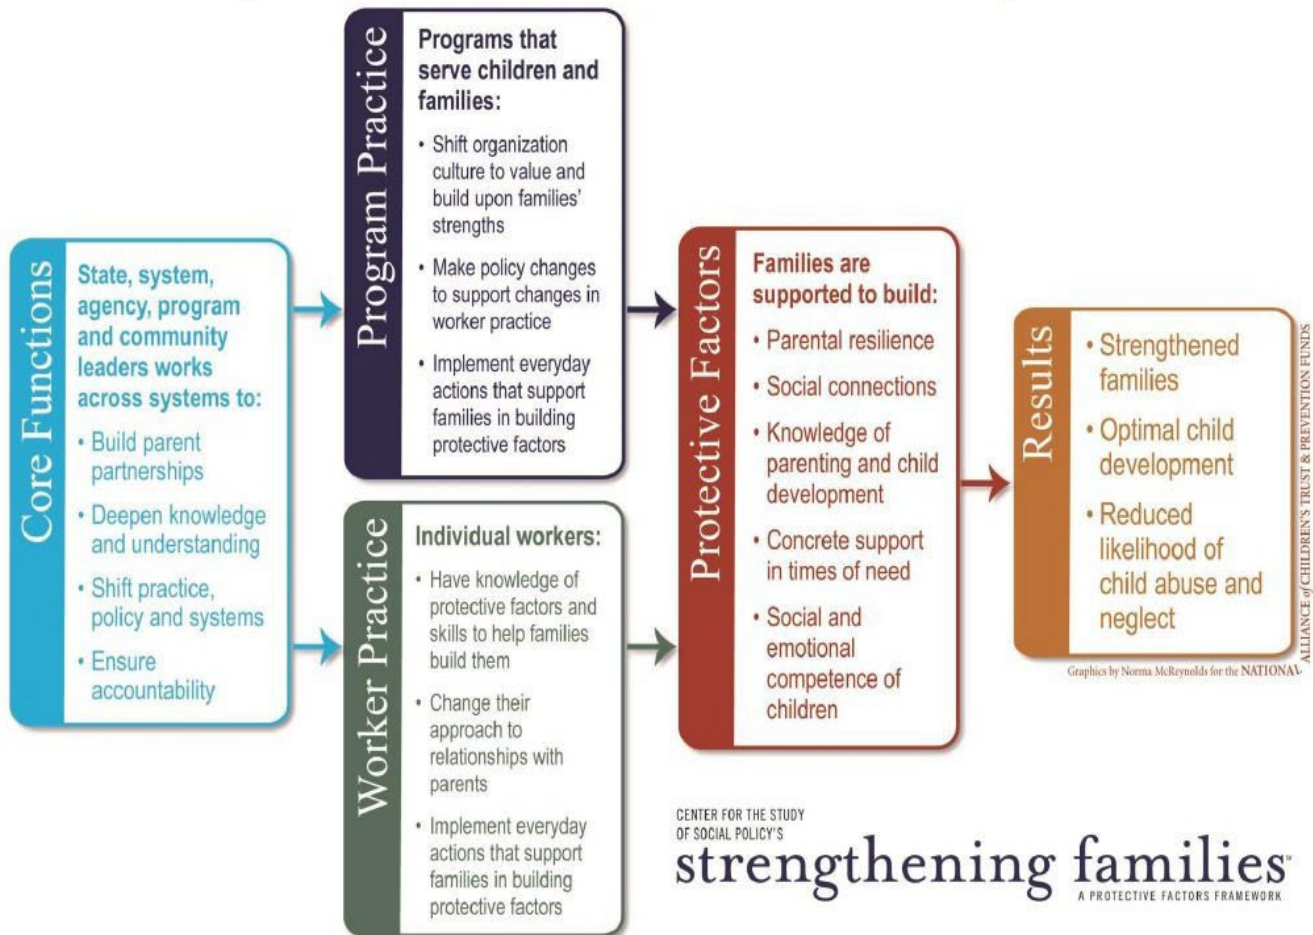 Core Functions
State, system,
agency, program
and community
leaders works
across systems to:
• Build parent
partnerships
• Deepen knowledge
and understanding
• Shift practice,
policy and systems
• Ensure
accountability
Program Practice
Programs that
serve children and
families:
• Shift organization
culture to value and
build upon families'
strengths
• Make policy changes
to support changes in
worker practice
• Implement everyday
actions that support
families in building
protective factors
Worker Practice
Individual workers:
• Have knowledge of
protective factors and
skills to help families
build them
• Change their
approach to
relationships with
parents
• Implement everyday
actions that support
families in building
protective factors
Protective Factors
Families are
supported to build:
• Parental resilience
• Social connections
• Knowledge of
parenting and child
development
• Concrete support
in times of need
• Social and
emotional
competence of
children
Results
• Strengthened
families
• Optimal child
development
• Reduced
likelihood of
child abuse and
neglect
Graphics by Norma McReynolds for the NATIONAL
ALLIANCE of CHILDREN'S TRUST & PREVENTION FUNDS
CENTER FOR THE STUDY
OF SOCIAL POLICY'S
strengthening families
A PROTECTIVE FACTORS FRAMEWORK